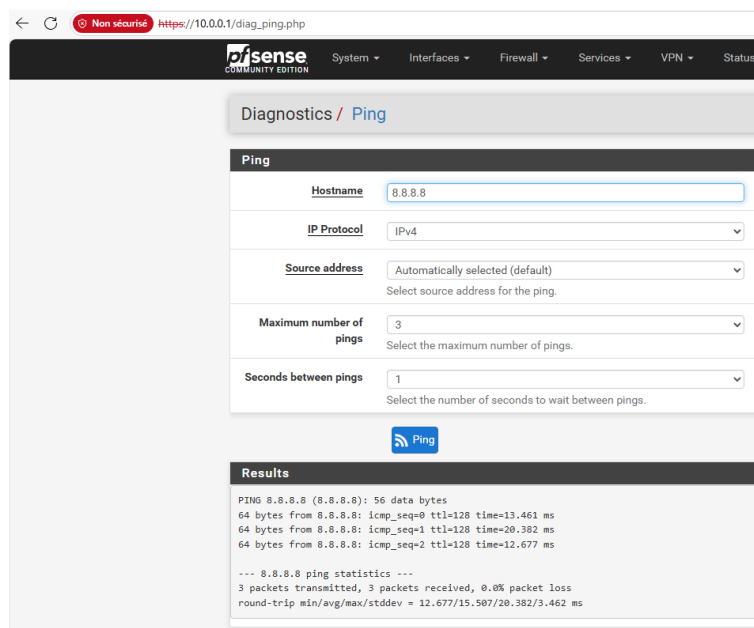 Non sécurisé https://10.0.0.1/diag_ping.php
pfsense
COMMUNITY EDITION
System Interfaces Firewall Services VPN Status
Diagnostics / Ping
Ping
Hostname 8.8.8.8
IP Protocol IPv4
Source address Automatically selected (default)
Select source address for the ping.
Maximum number of pings 3
Select the maximum number of pings.
Seconds between pings 1
Select the number of seconds to wait between pings.
Ping
Results
PING 8.8.8.8 (8.8.8.8): 56 data bytes
64 bytes from 8.8.8.8: icmp_seq=0 ttl=128 time=13.461 ms
64 bytes from 8.8.8.8: icmp_seq=1 ttl=128 time=20.382 ms
64 bytes from 8.8.8.8: icmp_seq=2 ttl=128 time=12.677 ms
--- 8.8.8.8 ping statistics ---
3 packets transmitted, 3 packets received, 0.0% packet loss
round-trip min/avg/max/stddev = 12.677/15.507/20.382/3.462 ms